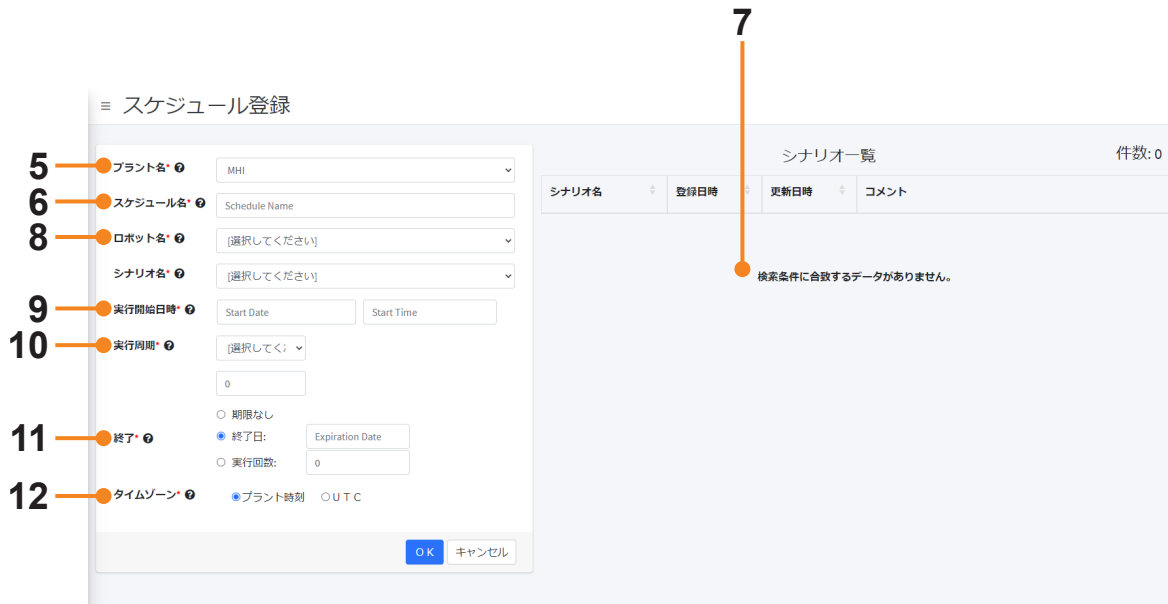 7
≡ スケジュール登録
5 プラント名* ? MHI
6 スケジュール名* ? Schedule Name
8 ロボット名* ? [選択してください]
シナリオ名* ? [選択してください]
9 実行開始日時* ? Start Date Start Time
10 実行周期* ? [選択してくだ
0
期限なし
11 終了* ? 終了日: Expiration Date
実行回数: 0
12 タイムゾーン* ? プラント時刻 UTC
OK キャンセル
シナリオ一覧 件数: 0
シナリオ名 登録日時 更新日時 コメント
検索条件に合致するデータがありません。